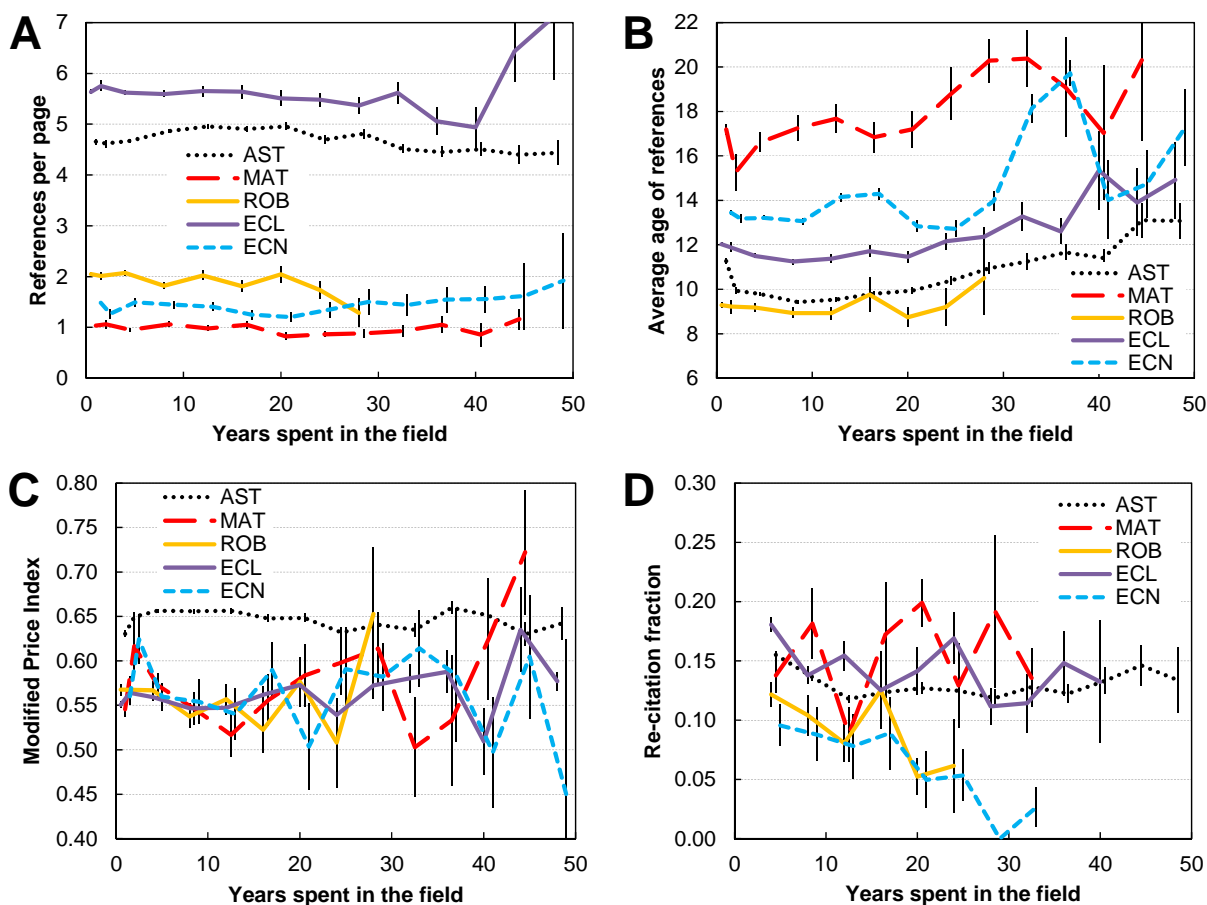 A
References per page
7
6
5
4
3
2
1
0
AST
MAT
ROB
ECL
ECN
0 10 20 30 40 50
Years spent in the field
B
Average age of references
22
20
18
16
14
12
10
8
6
AST
MAT
ROB
ECL
ECN
0 10 20 30 40 50
Years spent in the field
C
Modified Price Index
0.80
0.75
0.70
0.65
0.60
0.55
0.50
0.45
0.40
AST
MAT
ROB
ECL
ECN
0 10 20 30 40 50
Years spent in the field
D
Re-citation fraction
0.30
0.25
0.20
0.15
0.10
0.05
0.00
AST
MAT
ROB
ECL
ECN
0 10 20 30 40 50
Years spent in the field